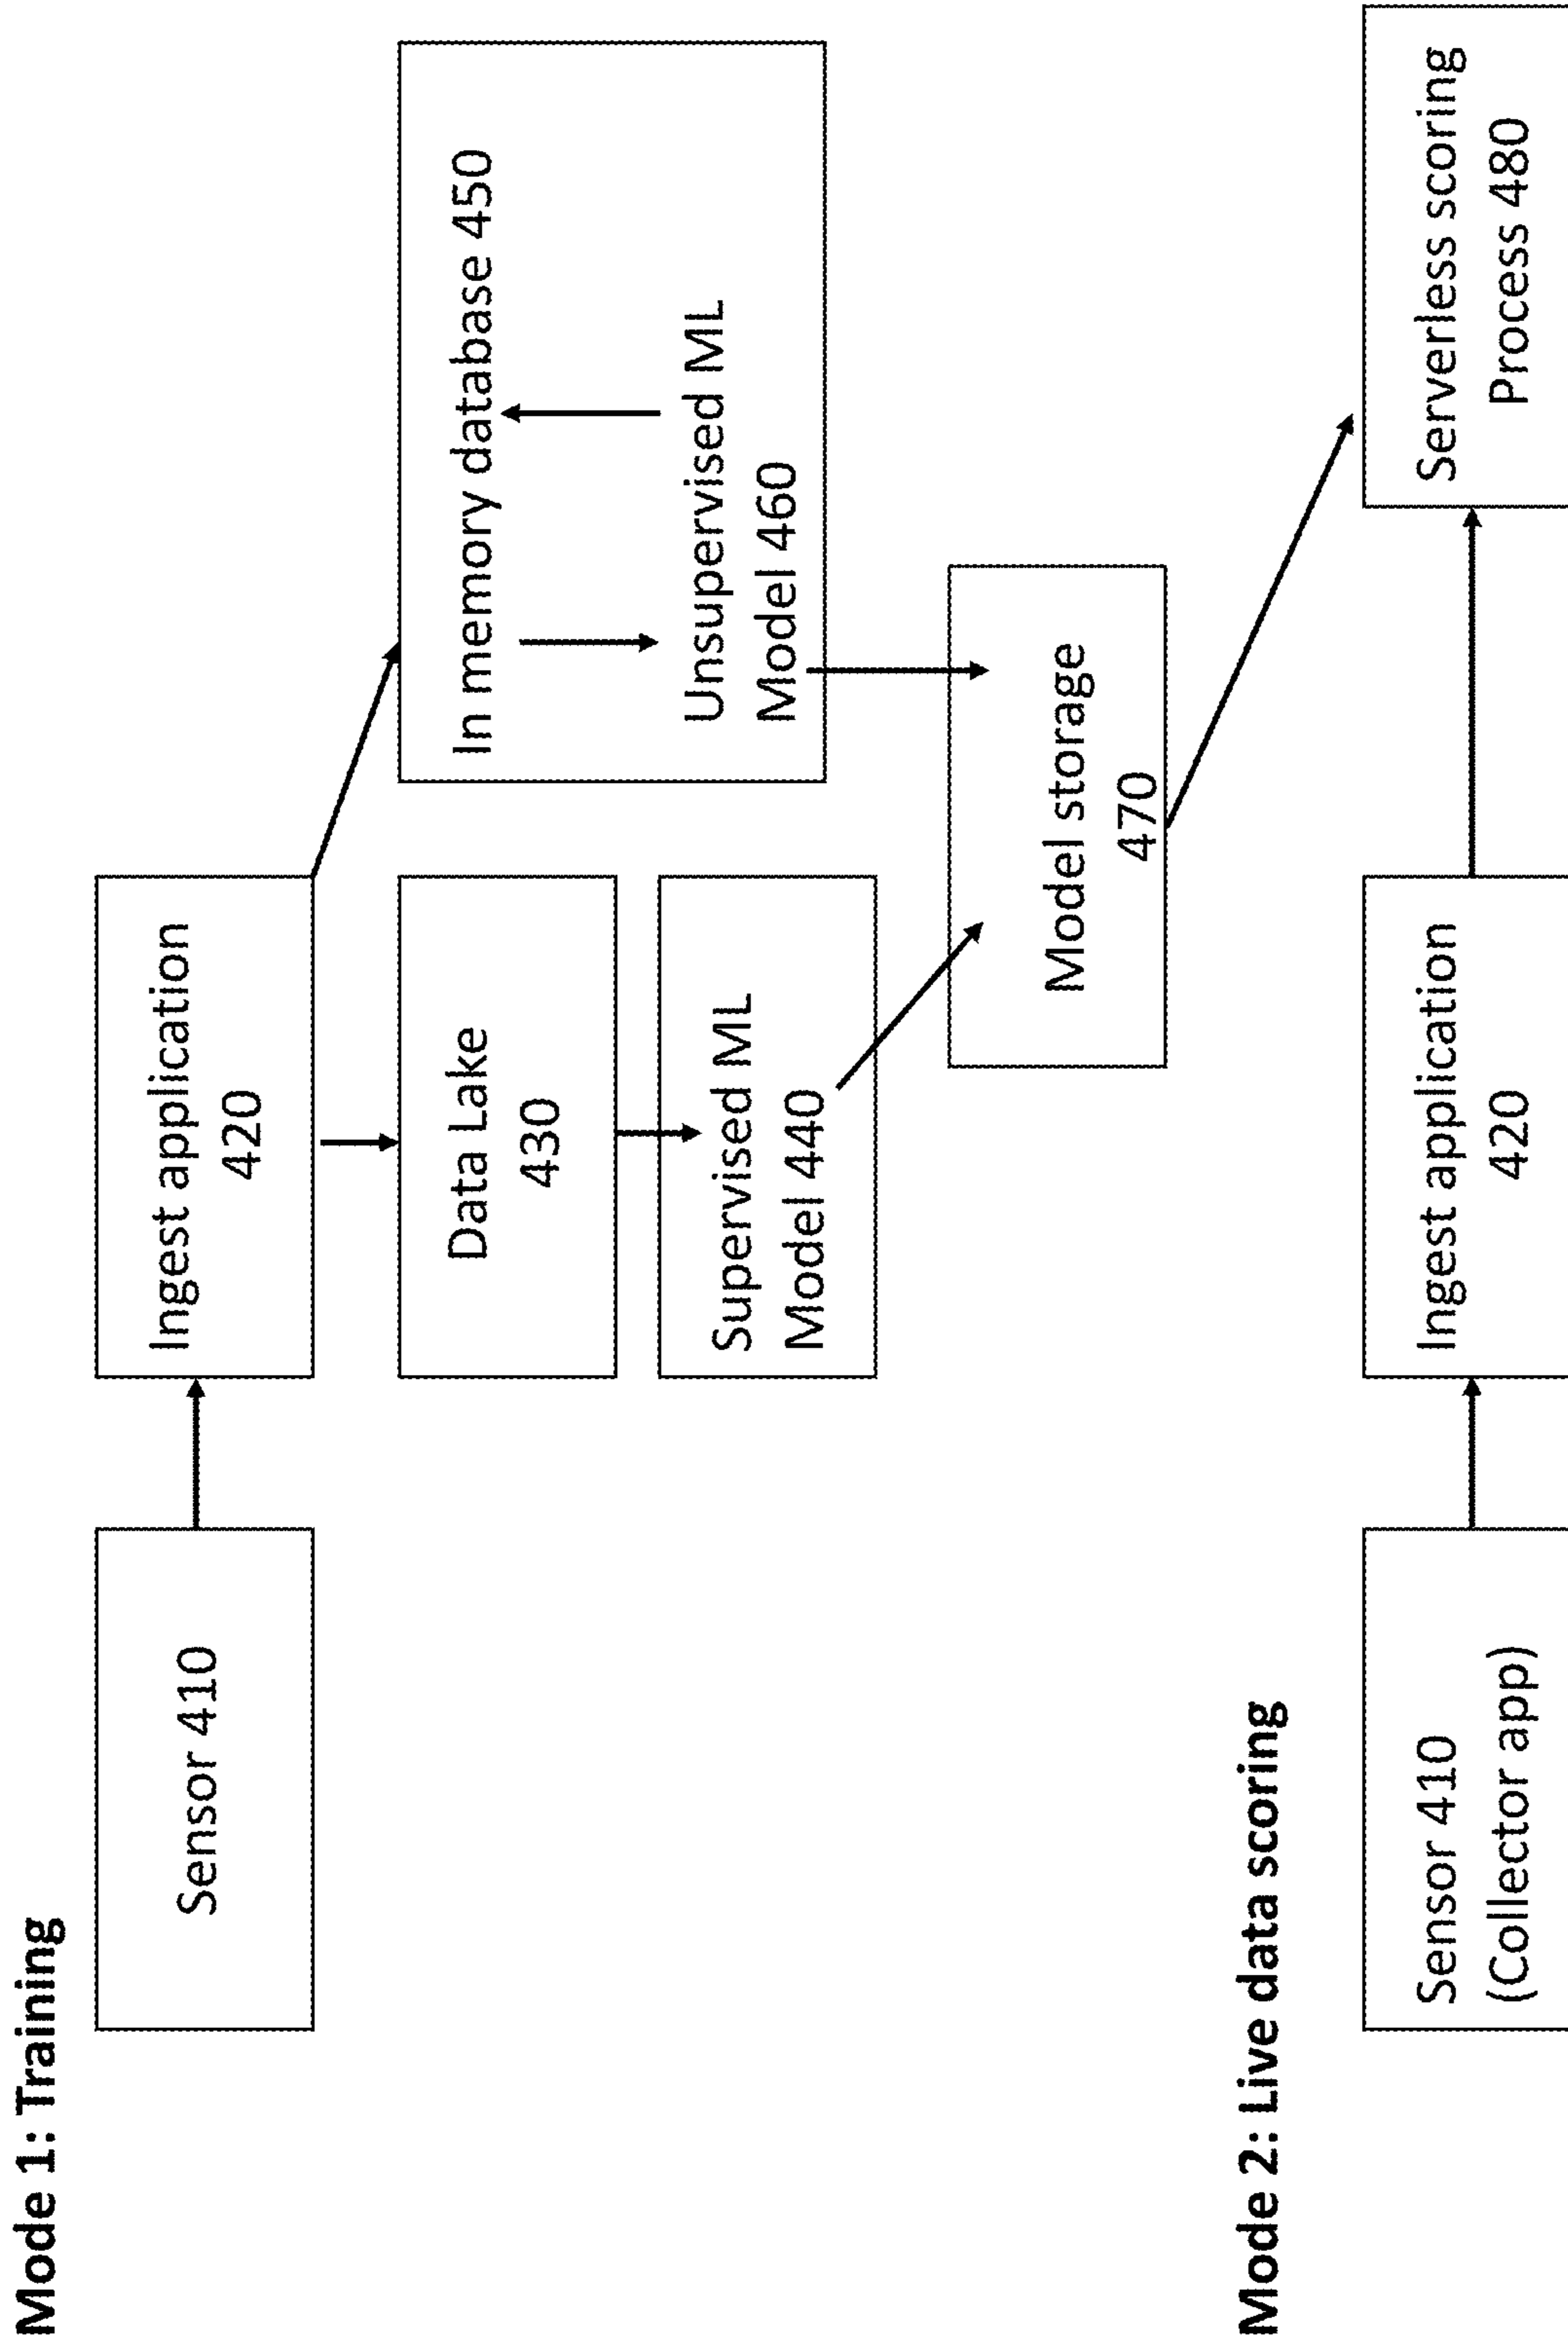 Mode 1: Training
Sensor 410
Ingest application
420
Data Lake
430
Supervised ML
Model 440
In memory database 450
Unsupervised ML
Model 460
Model storage
470
Mode 2: Live data scoring
Sensor 410
(Collector app)
Ingest application
420
Serverless scoring
Process 480